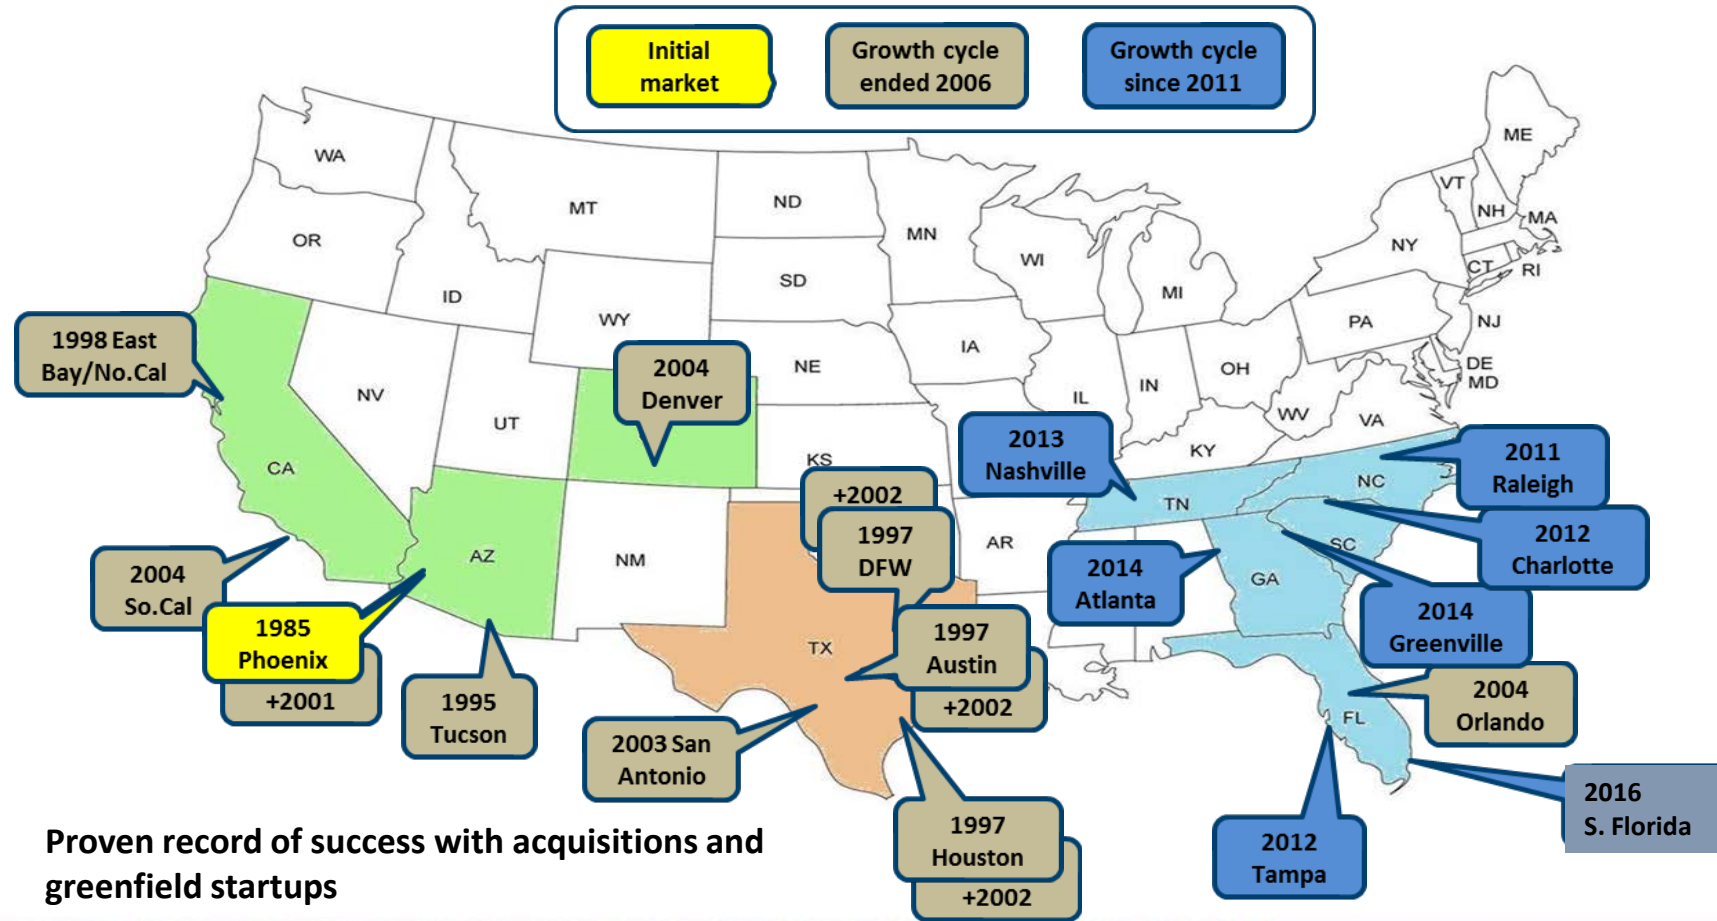 Initial
market
Growth cycle
ended 2006
Growth cycle
since 2011
WA
OR
ID
MT
ND
SD
WY
NE
MN
WI
MI
IA
IL
IN
OH
PA
NY
VT
NH
ME
MA
CT
RI
NJ
DE
MD
WV
VA
KY
NV
UT
CA
AZ
NM
KS
TX
AR
TN
NC
SC
GA
FL
1998 East
Bay/No.Cal
2004
Denver
2013
Nashville
2011
Raleigh
+2002
1997
DFW
2012
Charlotte
2004
So.Cal
2014
Atlanta
2014
Greenville
1985
Phoenix
+2001
1995
Tucson
1997
Austin
+2002
2004
Orlando
2003 San
Antonio
2016
S. Florida
1997
Houston
+2002
2012
Tampa
Proven record of success with acquisitions and
greenfield startups